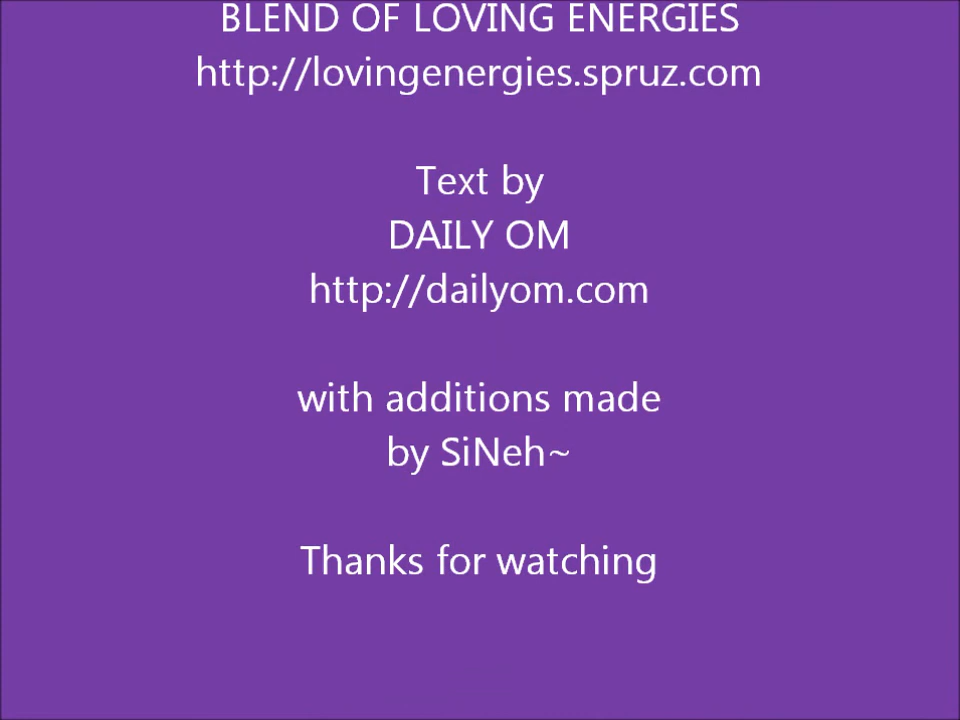 BLEND OF LOVING ENERGIES
http://lovingenergies.spruz.com
Text by
DAILY OM
http://dailyom.com
with additions made
by SiNeh~
Thanks for watching